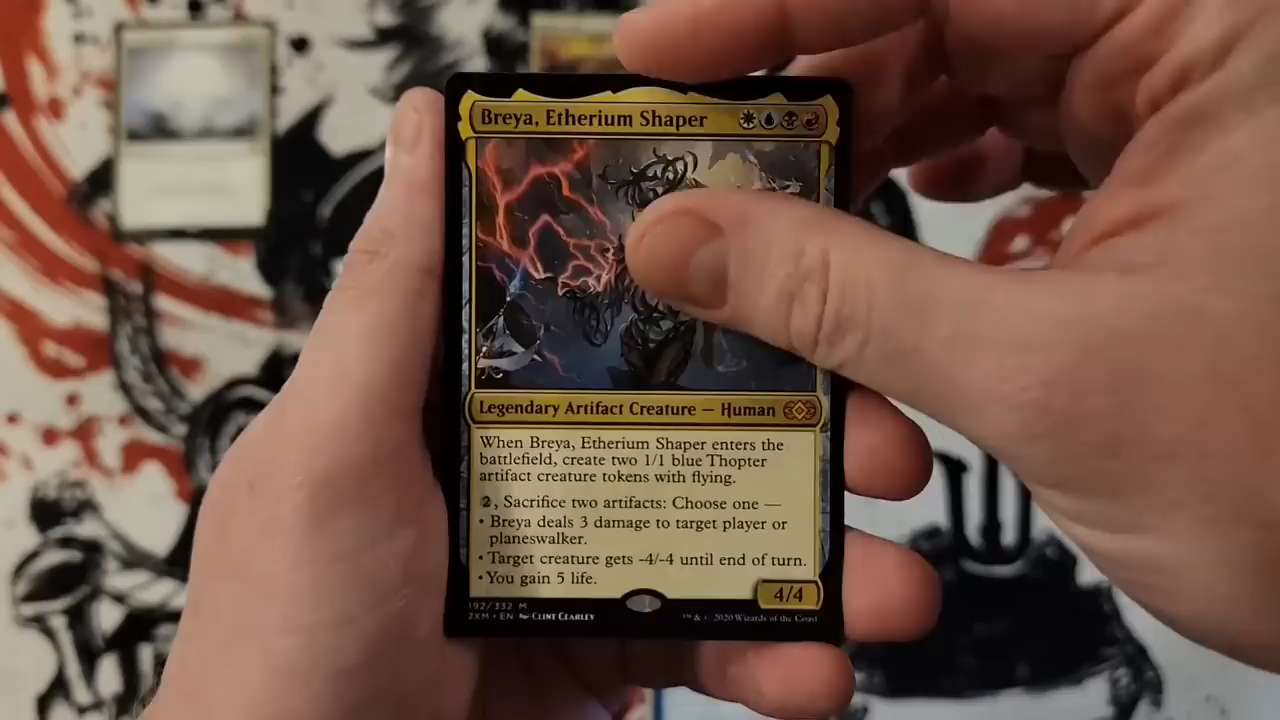 Breya, Etherium Shaper
Legendary Artifact Creature — Human
When Breya, Etherium Shaper enters the
battlefield, create two 1/1 blue Thopter
artifact creature tokens with flying.
2, Sacrifice two artifacts: Choose one —
• Breya deals 3 damage to target player or
planeswalker.
• Target creature gets -4/-4 until end of turn.
• You gain 5 life.
4/4
192/332 M
2XM • EN CLINT CEARLEY
™ & © 2020 Wizards of the Coast